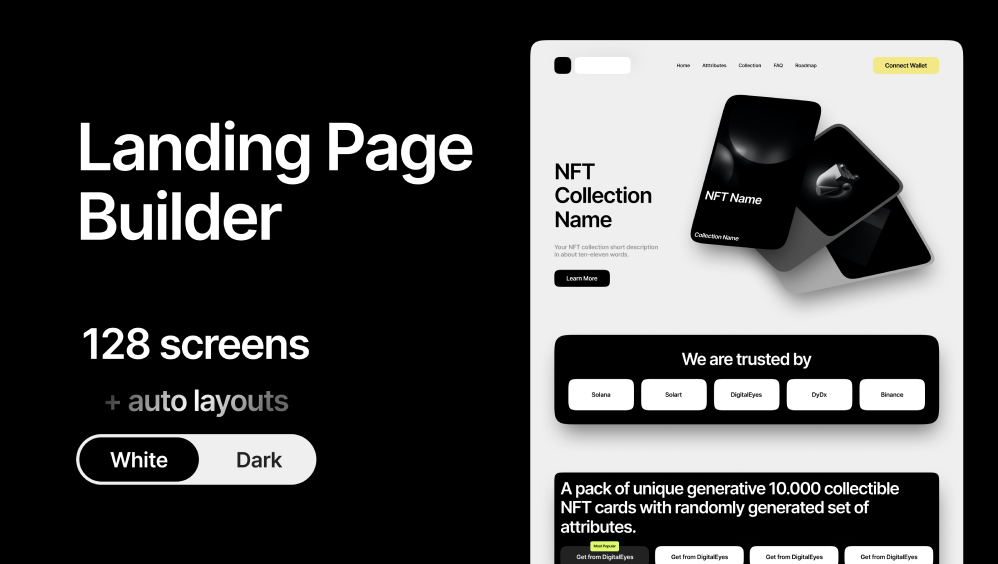 Landing Page
Builder
128 screens
+ auto layouts
White
Dark
Home
Attributes
Collection
FAQ
Roadmap
Connect Wallet
NFT
Collection
Name
Your NFT collection short description
in about ten-eleven words.
Learn More
NFT Name
Collection Name
We are trusted by
Solana
Solart
DigitalEyes
DyDx
Binance
A pack of unique generative 10.000 collectible
NFT cards with randomly generated set of
attributes.
Most Popular
Get from DigitalEyes
Get from DigitalEyes
Get from DigitalEyes
Get from DigitalEyes